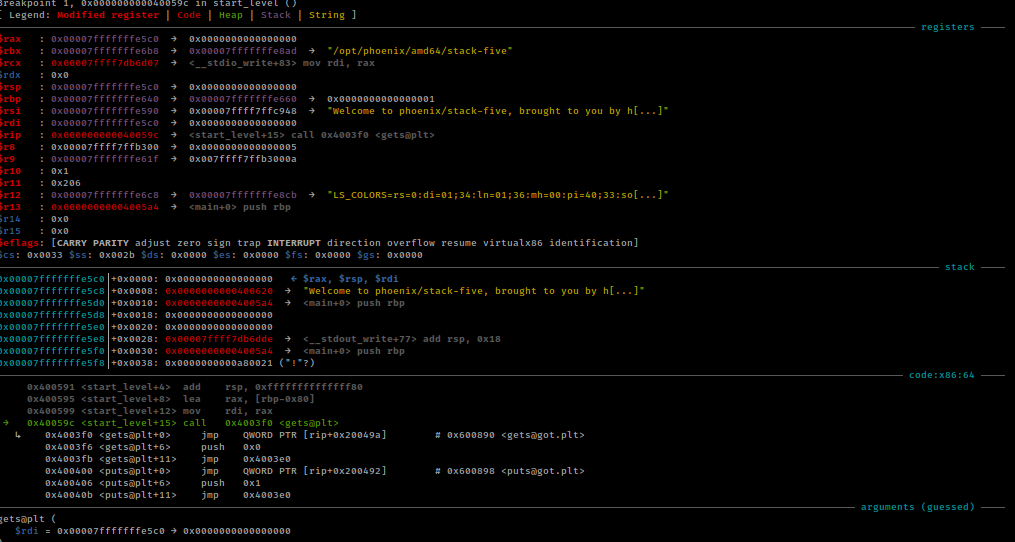 Breakpoint 1, 0x000000000040059c in start_level ()
[ Legend: Modified register | Code | Heap | Stack | String ]
registers
$rax   : 0x00007fffffffe5c0  →  0x0000000000000000
$rbx   : 0x00007fffffffe6b8  →  0x00007fffffffe8ad  →  "/opt/phoenix/amd64/stack-five"
$rcx   : 0x00007ffff7db6d07  →  <__stdio_write+83> mov rdi, rax
$rdx   : 0x0
$rsp   : 0x00007fffffffe5c0  →  0x0000000000000000
$rbp   : 0x00007fffffffe640  →  0x00007fffffffe660  →  0x0000000000000001
$rsi   : 0x00007fffffffe590  →  0x00007ffff7ffc948  →  "Welcome to phoenix/stack-five, brought to you by h[...]"
$rdi   : 0x00007fffffffe5c0  →  0x0000000000000000
$rip   : 0x000000000040059c  →  <start_level+15> call 0x4003f0 <gets@plt>
$r8    : 0x00007ffff7ffb300  →  0x0000000000000005
$r9    : 0x00007fffffffe61f  →  0x007ffff7ffb3000a
$r10   : 0x1
$r11   : 0x206
$r12   : 0x00007fffffffe6c8  →  0x00007fffffffe8cb  →  "LS_COLORS=rs=0:di=01;34:ln=01;36:mh=00:pi=40;33:so[...]"
$r13   : 0x00000000004005a4  →  <main+0> push rbp
$r14   : 0x0
$r15   : 0x0
$eflags: [CARRY PARITY adjust zero sign trap INTERRUPT direction overflow resume virtualx86 identification]
$cs: 0x0033 $ss: 0x002b $ds: 0x0000 $es: 0x0000 $fs: 0x0000 $gs: 0x0000
stack
0x00007fffffffe5c0│+0x0000: 0x0000000000000000   ← $rax, $rsp, $rdi
0x00007fffffffe5c8│+0x0008: 0x0000000000400620  →  "Welcome to phoenix/stack-five, brought to you by h[...]"
0x00007fffffffe5d0│+0x0010: 0x00000000004005a4  →  <main+0> push rbp
0x00007fffffffe5d8│+0x0018: 0x0000000000000000
0x00007fffffffe5e0│+0x0020: 0x0000000000000000
0x00007fffffffe5e8│+0x0028: 0x00007ffff7db6dde  →  <__stdout_write+77> add rsp, 0x18
0x00007fffffffe5f0│+0x0030: 0x00000000004005a4  →  <main+0> push rbp
0x00007fffffffe5f8│+0x0038: 0x0000000000a80021 ("!"?)
code:x86:64
0x400591 <start_level+4>  add    rsp, 0xffffffffffffff80
0x400595 <start_level+8>  lea    rax, [rbp-0x80]
0x400599 <start_level+12> mov    rdi, rax
→   0x40059c <start_level+15> call   0x4003f0 <gets@plt>
↳    0x4003f0 <gets@plt+0>     jmp    QWORD PTR [rip+0x20049a]        # 0x600890 <gets@got.plt>
0x4003f6 <gets@plt+6>     push   0x0
0x4003fb <gets@plt+11>    jmp    0x4003e0
0x400400 <puts@plt+0>     jmp    QWORD PTR [rip+0x200492]        # 0x600898 <puts@got.plt>
0x400406 <puts@plt+6>     push   0x1
0x40040b <puts@plt+11>    jmp    0x4003e0
arguments (guessed)
gets@plt (
$rdi = 0x00007fffffffe5c0 → 0x0000000000000000